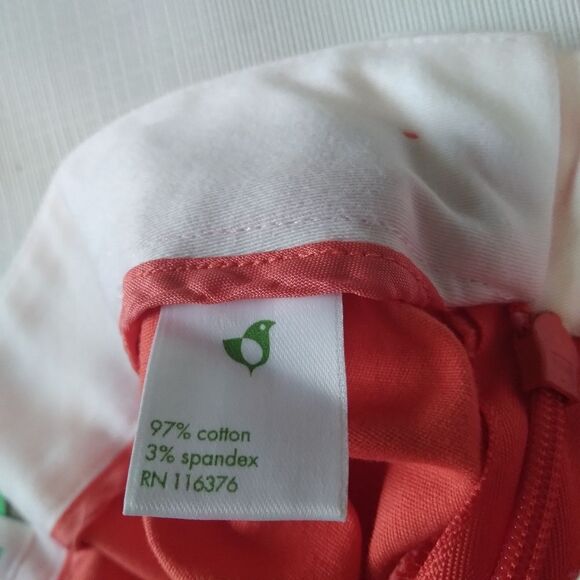 97% cotton
3% spandex
RN 116376